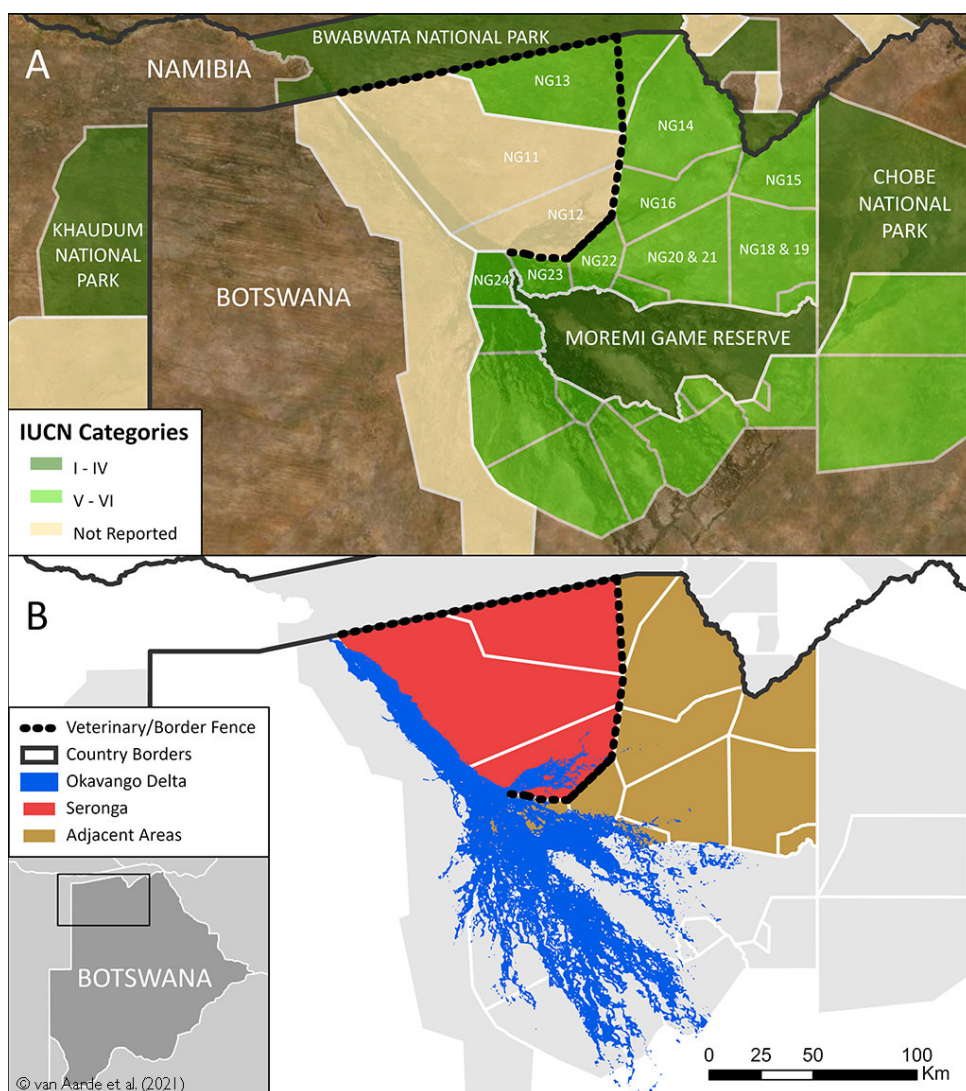 A
BWABWATA NATIONAL PARK
NAMIBIA
NG13
NG14
NG11
NG15
CHOBE
NATIONAL
PARK
KHAUDUM
NATIONAL
PARK
NG12
NG16
NG22
NG20 & 21
NG18 & 19
NG24
NG23
BOTSWANA
MOREMI GAME RESERVE
IUCN Categories
I - IV
V - VI
Not Reported
B
Veterinary/Border Fence
Country Borders
Okavango Delta
Seronga
Adjacent Areas
BOTSWANA
© van Aarde et al. (2021)
0 25 50 100
Km